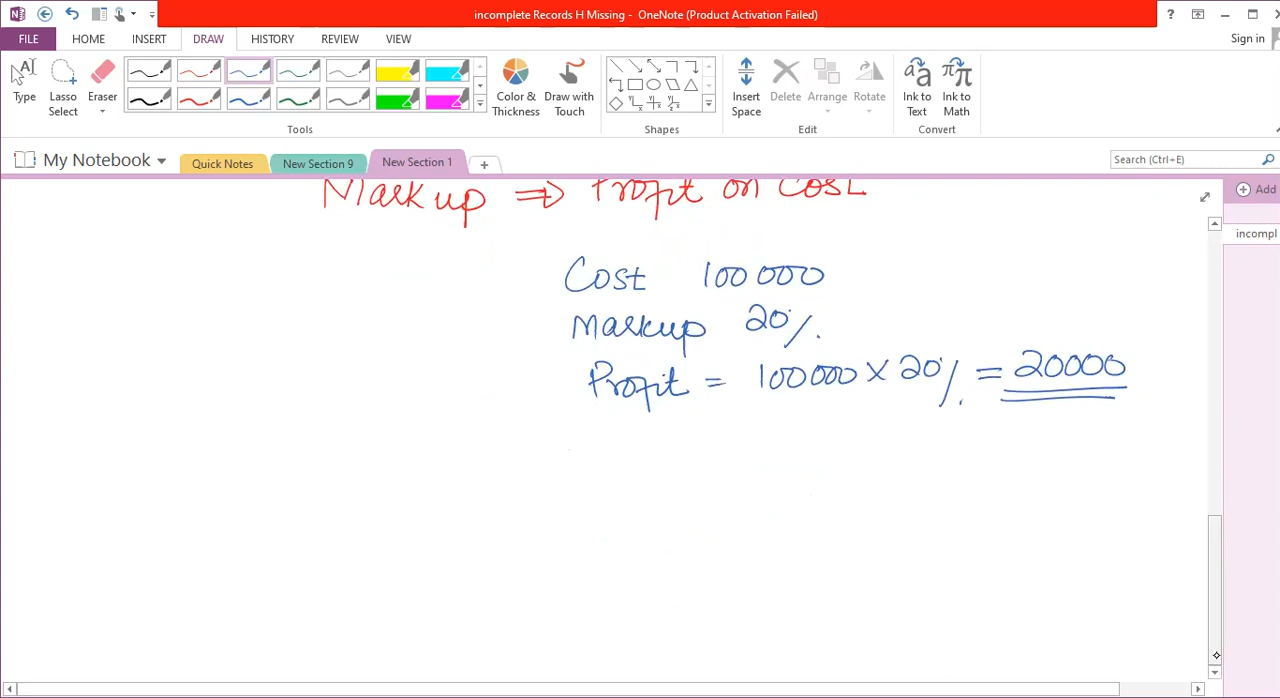 incomplete Records H Missing - OneNote (Product Activation Failed)
FILE HOME INSERT DRAW HISTORY REVIEW VIEW
Sign in
Type
Lasso Select
Eraser
Color & Thickness
Draw with Touch
Insert Space
Delete
Arrange
Rotate
Ink to Text
Ink to Math
Tools
Shapes
Edit
Convert
My Notebook
Quick Notes
New Section 9
New Section 1
Search (Ctrl+E)
Add
incompl
Markup ⇒ Profit on Cost
Cost 100000
Markup 20%
Profit = 100000 × 20% = 20000